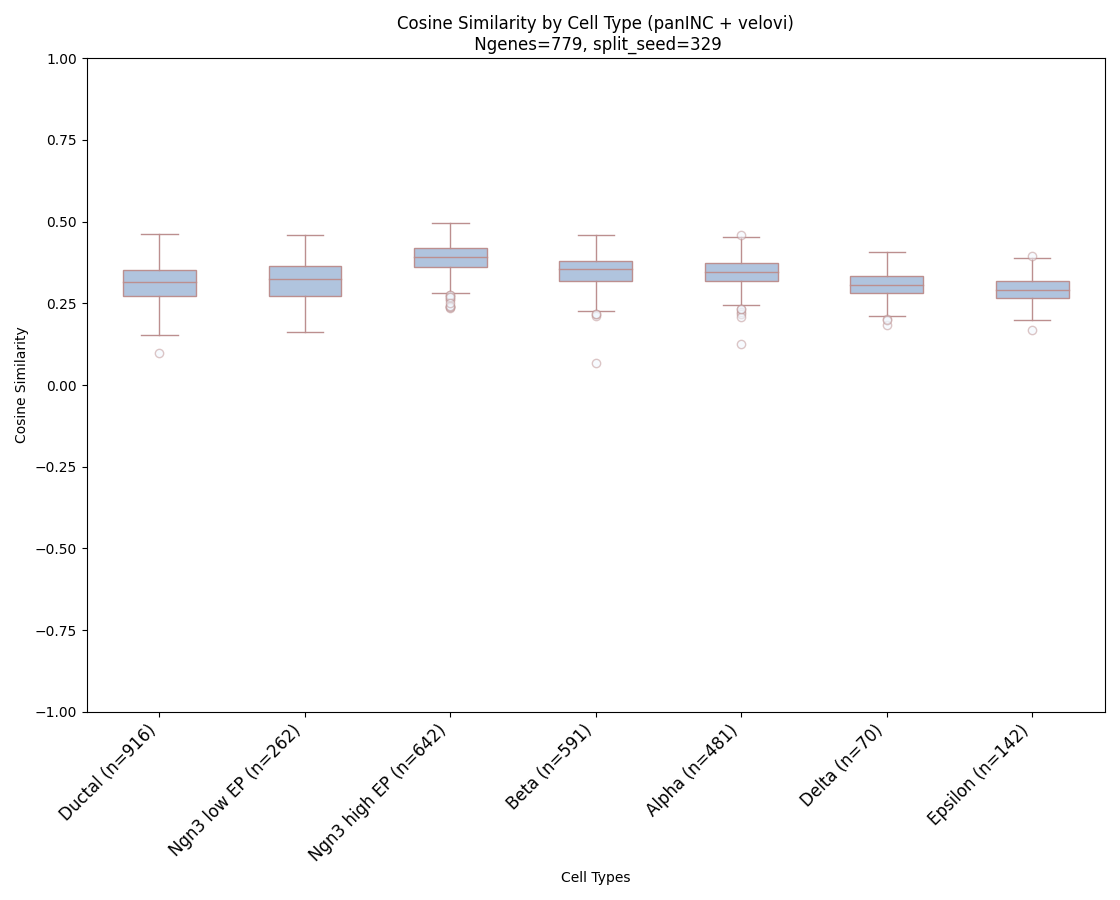 Cosine Similarity by Cell Type (panINC + velovi)
Ngenes=779, split_seed=329
1.00
0.75
0.50
0.25
0.00
−0.25
−0.50
−0.75
−1.00
Cosine Similarity
Ductal (n=916)
Ngn3 low EP (n=262)
Ngn3 high EP (n=642)
Beta (n=591)
Alpha (n=481)
Delta (n=70)
Epsilon (n=142)
Cell Types